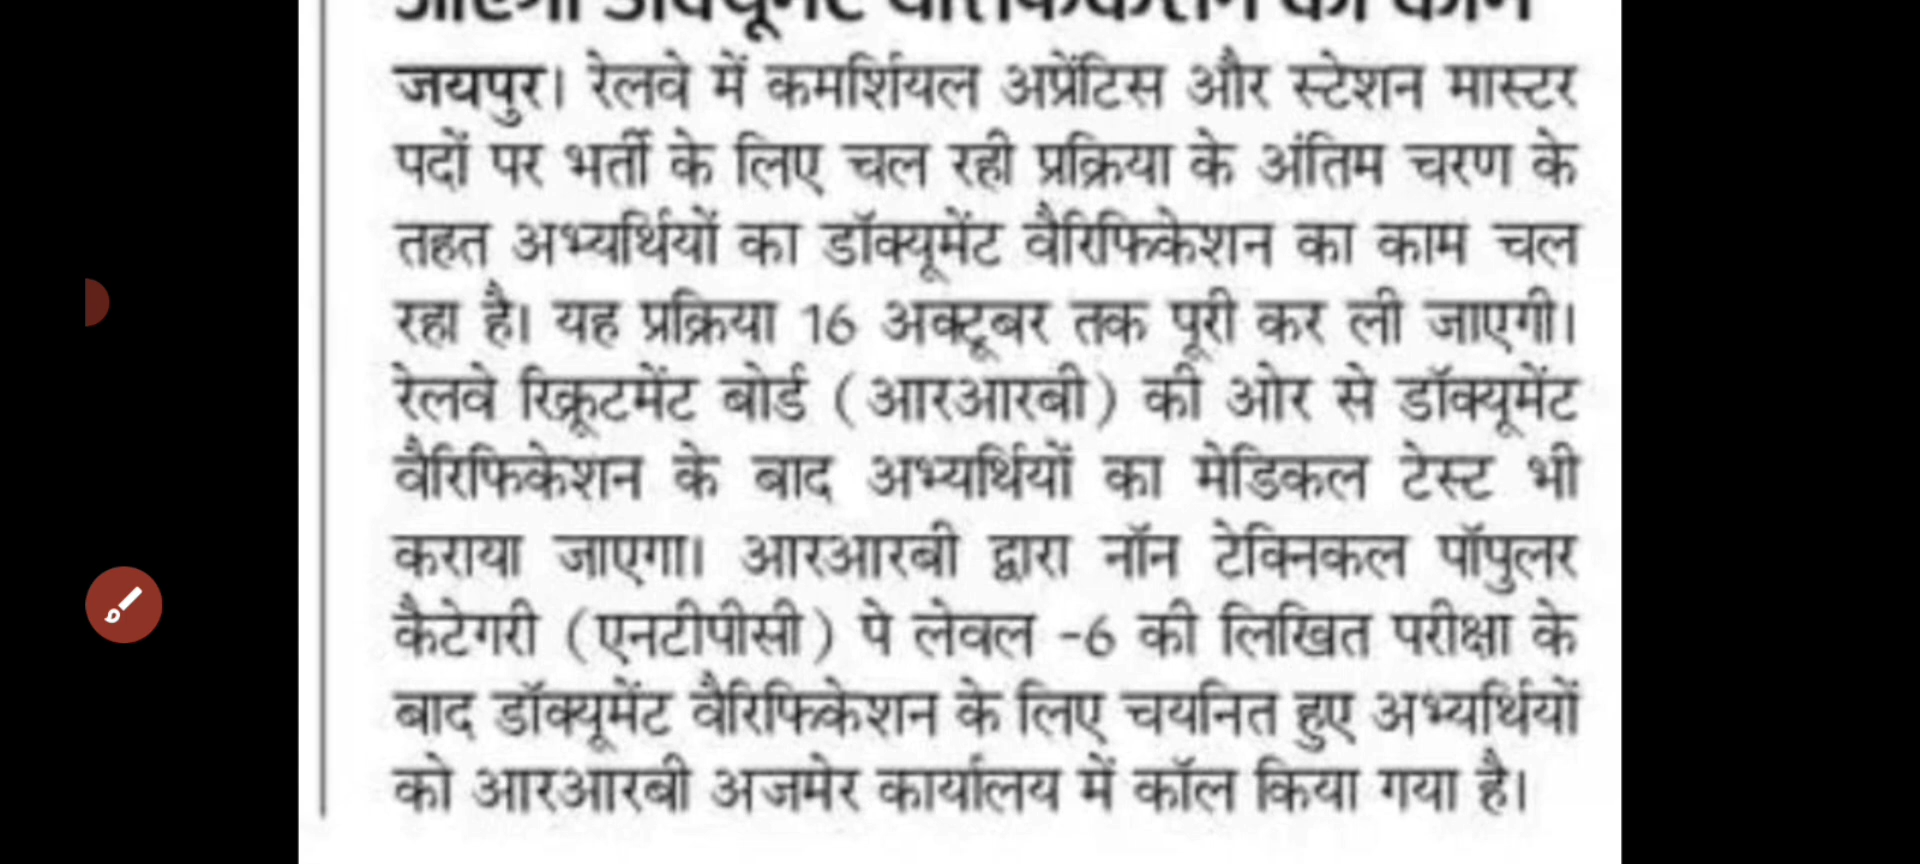 जयपुर। रेलवे में कमर्शियल अप्रेंटिस और स्टेशन मास्टर
पदों पर भर्ती के लिए चल रही प्रक्रिया के अंतिम चरण के
तहत अभ्यर्थियों का डॉक्यूमेंट वैरिफिकेशन का काम चल
रहा है। यह प्रक्रिया 16 अक्टूबर तक पूरी कर ली जाएगी।
रेलवे रिक्रूटमेंट बोर्ड (आरआरबी) की ओर से डॉक्यूमेंट
वैरिफिकेशन के बाद अभ्यर्थियों का मेडिकल टेस्ट भी
कराया जाएगा। आरआरबी द्वारा नॉन टेक्निकल पॉपुलर
कैटेगरी (एनटीपीसी) पे लेवल -6 की लिखित परीक्षा के
बाद डॉक्यूमेंट वैरिफिकेशन के लिए चयनित हुए अभ्यर्थियों
को आरआरबी अजमेर कार्यालय में कॉल किया गया है।